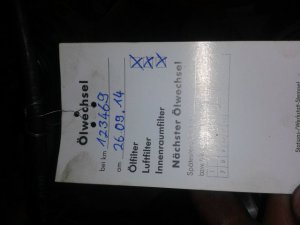 Ölwechsel
bei km 123469
am 26.09.14
Ölfilter X
Luftfilter X
Innenraumfilter X
Nächster Ölwechsel